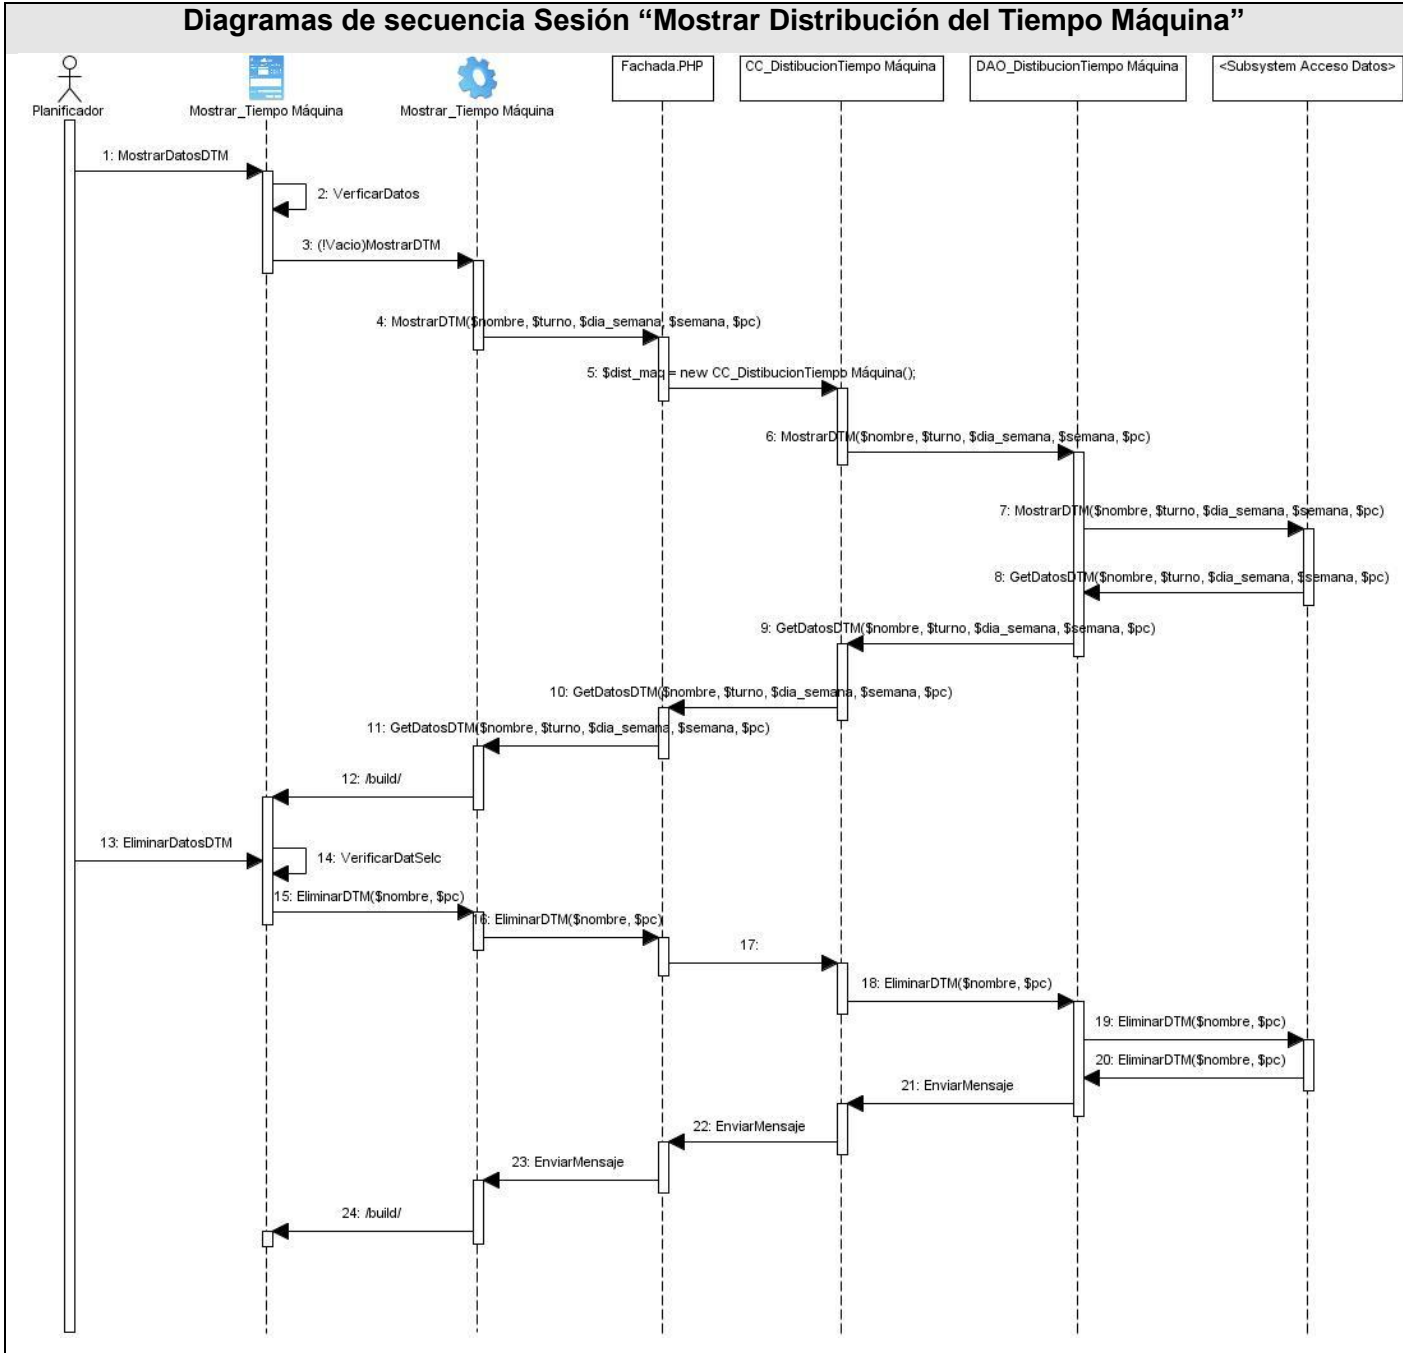 Diagramas de secuencia Sesión “Mostrar Distribución del Tiempo Máquina”
Planificador
Mostrar_Tiempo Máquina
Mostrar_Tiempo Máquina
Fachada.PHP
CC_DistibucionTiempo Máquina
DAO_DistibucionTiempo Máquina
<Subsystem Acceso Datos>
1: MostrarDatosDTM
2: VerficarDatos
3: (!Vacio)MostrarDTM
4: MostrarDTM($nombre, $turno, $dia_semana, $semana, $pc)
5: $dist_maq = new CC_DistibucionTiempo Máquina();
6: MostrarDTM($nombre, $turno, $dia_semana, $semana, $pc)
7: MostrarDTM($nombre, $turno, $dia_semana, $semana, $pc)
8: GetDatosDTM($nombre, $turno, $dia_semana, $semana, $pc)
9: GetDatosDTM($nombre, $turno, $dia_semana, $semana, $pc)
10: GetDatosDTM($nombre, $turno, $dia_semana, $semana, $pc)
11: GetDatosDTM($nombre, $turno, $dia_semana, $semana, $pc)
12: /build/
13: EliminarDatosDTM
14: VerificarDatSelc
15: EliminarDTM($nombre, $pc)
16: EliminarDTM($nombre, $pc)
17:
18: EliminarDTM($nombre, $pc)
19: EliminarDTM($nombre, $pc)
20: EliminarDTM($nombre, $pc)
21: EnviarMensaje
22: EnviarMensaje
23: EnviarMensaje
24: /build/